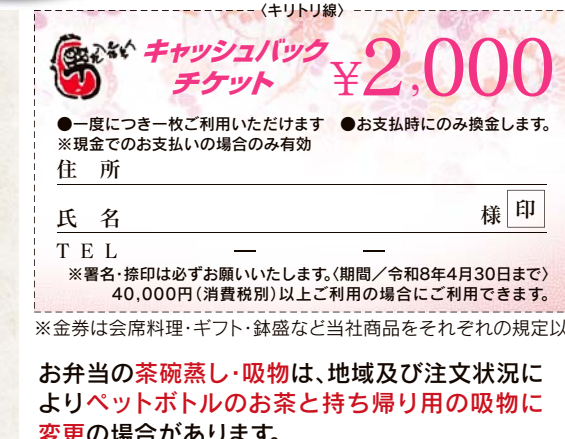 〈キリトリ線〉
キャッシュバック
チケット
¥2,000
●一度につき一枚ご利用いただけます ●お支払時にのみ換金します。
※現金でのお支払いの場合のみ有効
住 所
氏 名 様 印
TEL ― ―
※署名・捺印は必ずお願いいたします。〈期間／令和8年4月30日まで〉
40,000円(消費税別)以上ご利用の場合にご利用できます。
※金券は会席料理・ギフト・鉢盛など当社商品をそれぞれの規定以
お弁当の茶碗蒸し・吸物は、地域及び注文状況に
よりペットボトルのお茶と持ち帰り用の吸物に
変更の場合があります。